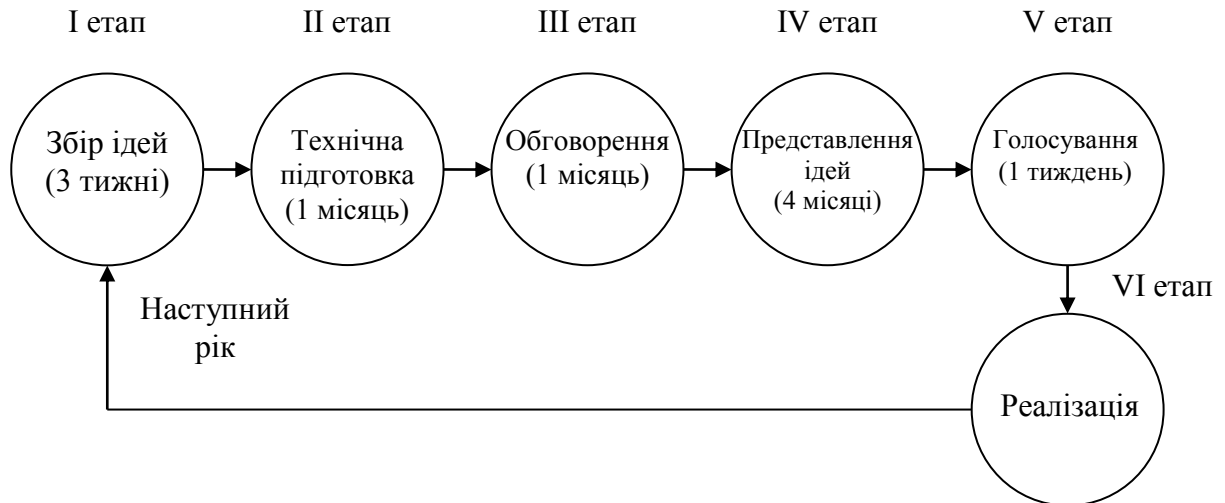 I етап
II етап
III етап
IV етап
V етап
Збір ідей
(3 тижні)
Технічна
підготовка
(1 місяць)
Обговорення
(1 місяць)
Представлення
ідей
(4 місяці)
Голосування
(1 тиждень)
VI етап
Реалізація
Наступний
рік